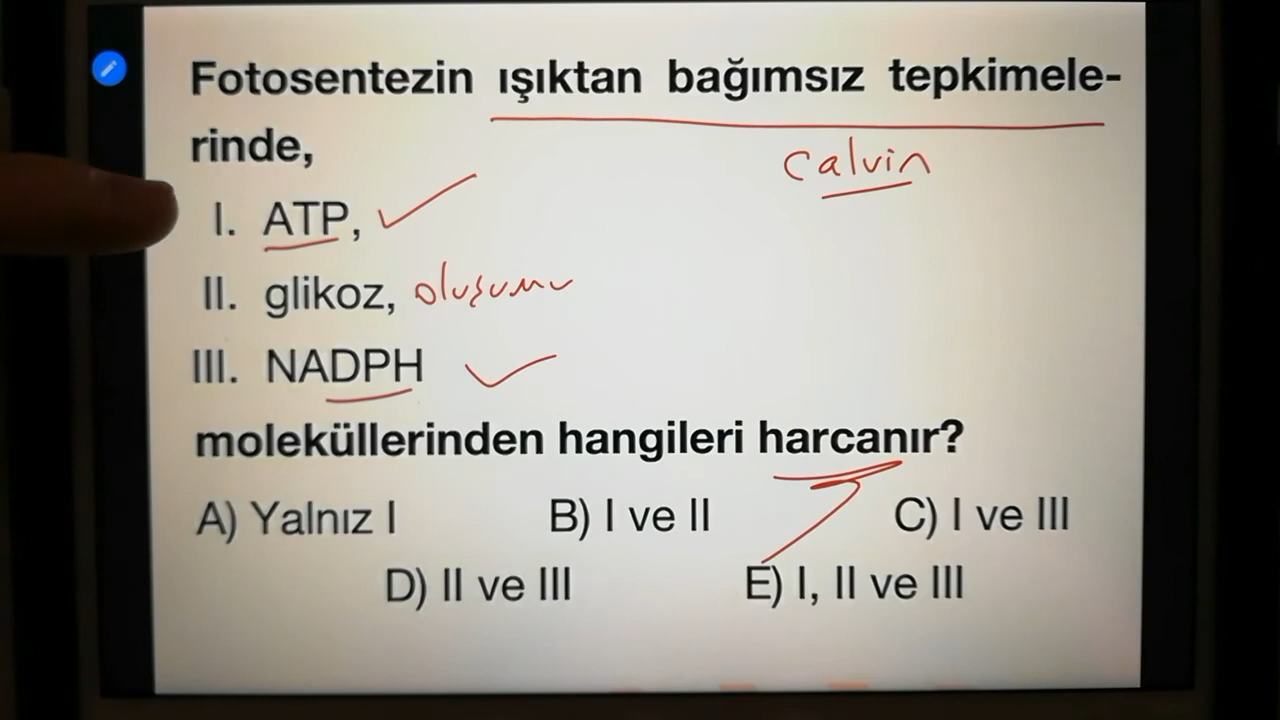 Fotosentezin ışıktan bağımsız tepkimele-
rinde,
calvin
I. ATP,
II. glikoz, oluşumu
III. NADPH
moleküllerinden hangileri harcanır?
A) Yalnız I B) I ve II C) I ve III
D) II ve III E) I, II ve III